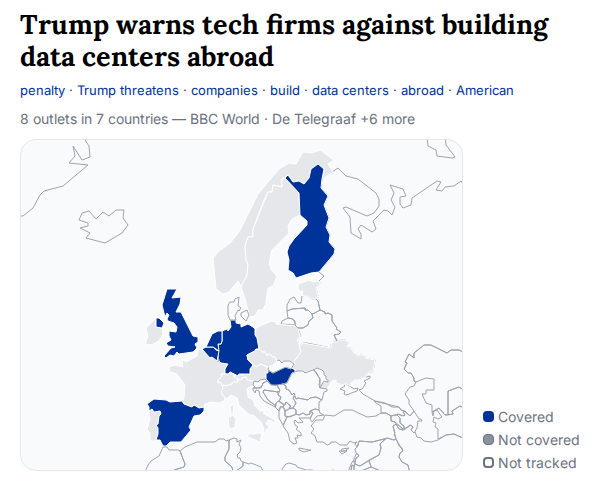 Trump warns tech firms against building
data centers abroad
penalty · Trump threatens · companies · build · data centers · abroad · American
8 outlets in 7 countries — BBC World · De Telegraaf +6 more
Covered
Not covered
Not tracked